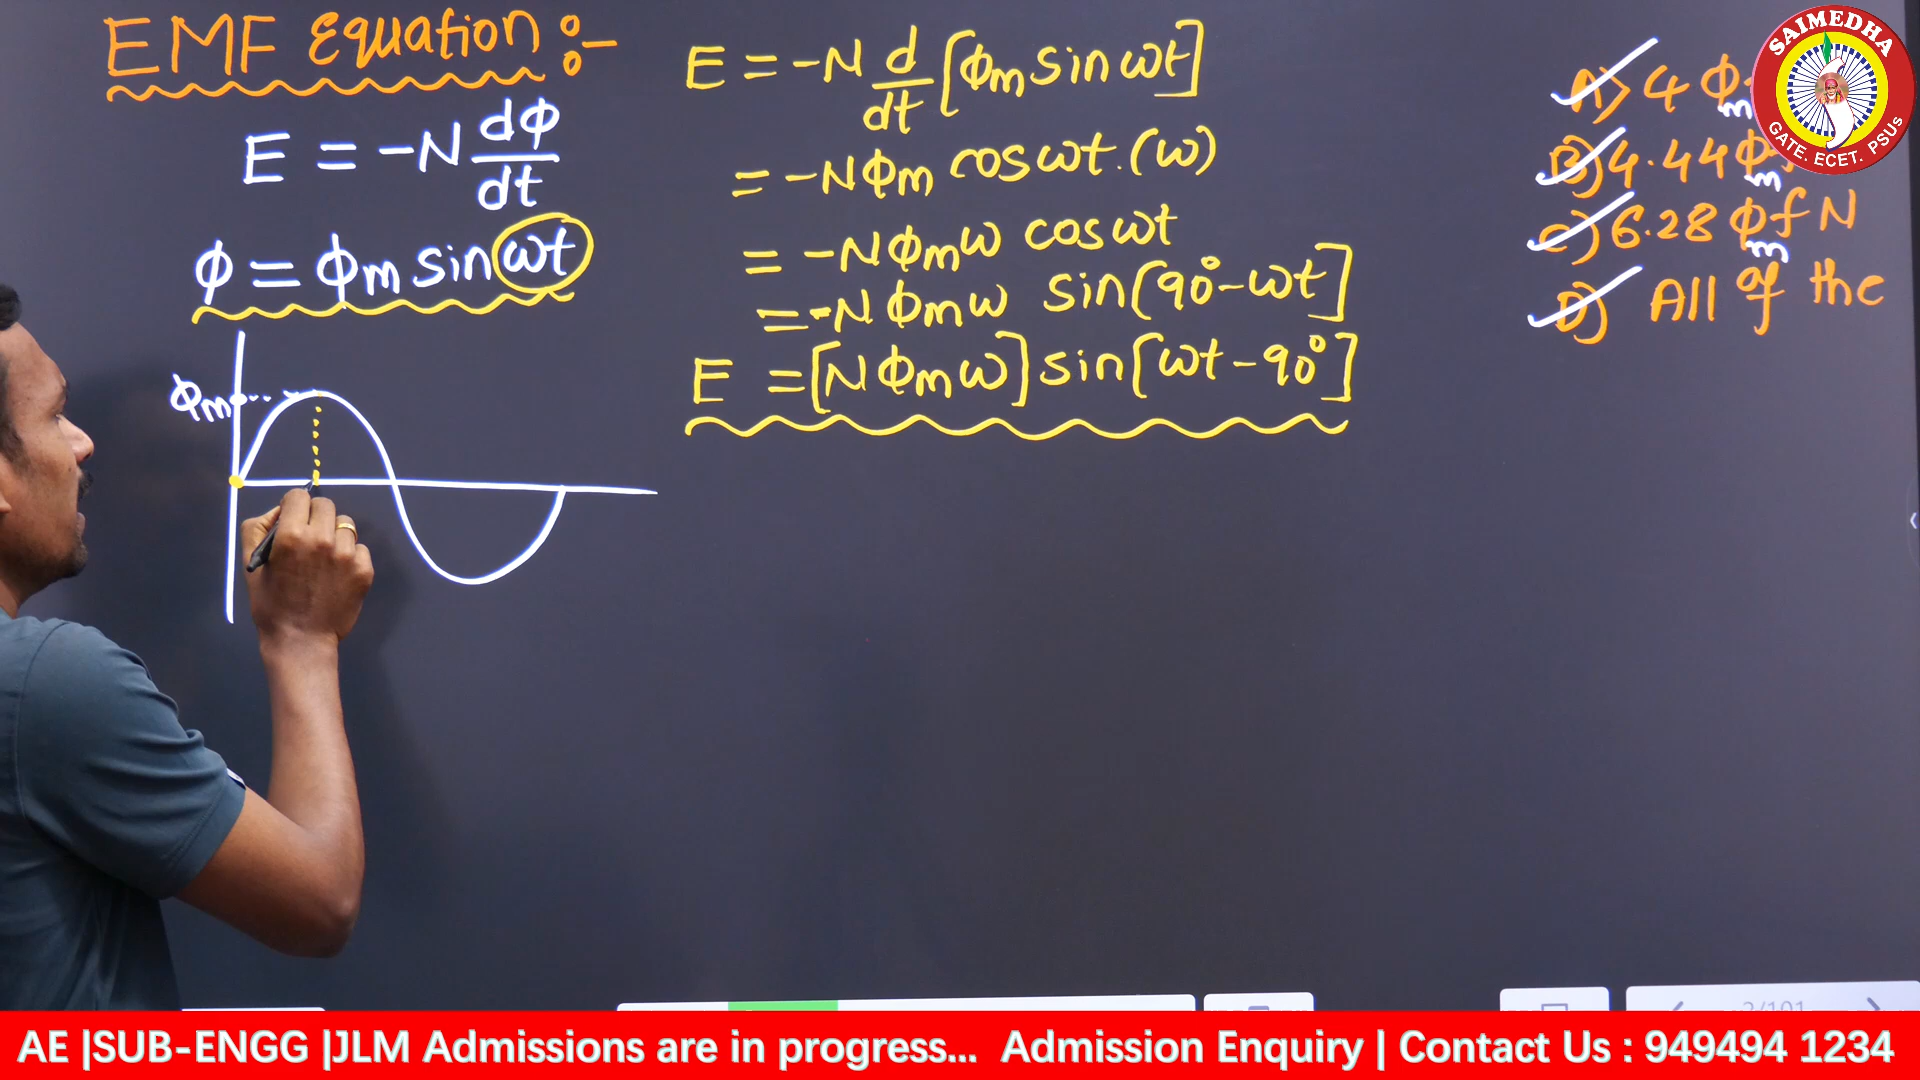 EMF Equation :-
E = -N dφ/dt
φ = φm sin ωt
φm
E = -N d/dt [φm sin ωt]
= -Nφm cos ωt. (ω)
= -Nφmω cos ωt
= -Nφmω sin(90°-ωt]
E = [Nφmω] sin[ωt-90°]
A) 4 φm
B) 4.44 φm
C) 6.28 φm f N
D) All of the
SAIMEDHA
GATE. ECET. PSUs
AE |SUB-ENGG |JLM Admissions are in progress... Admission Enquiry | Contact Us : 949494 1234